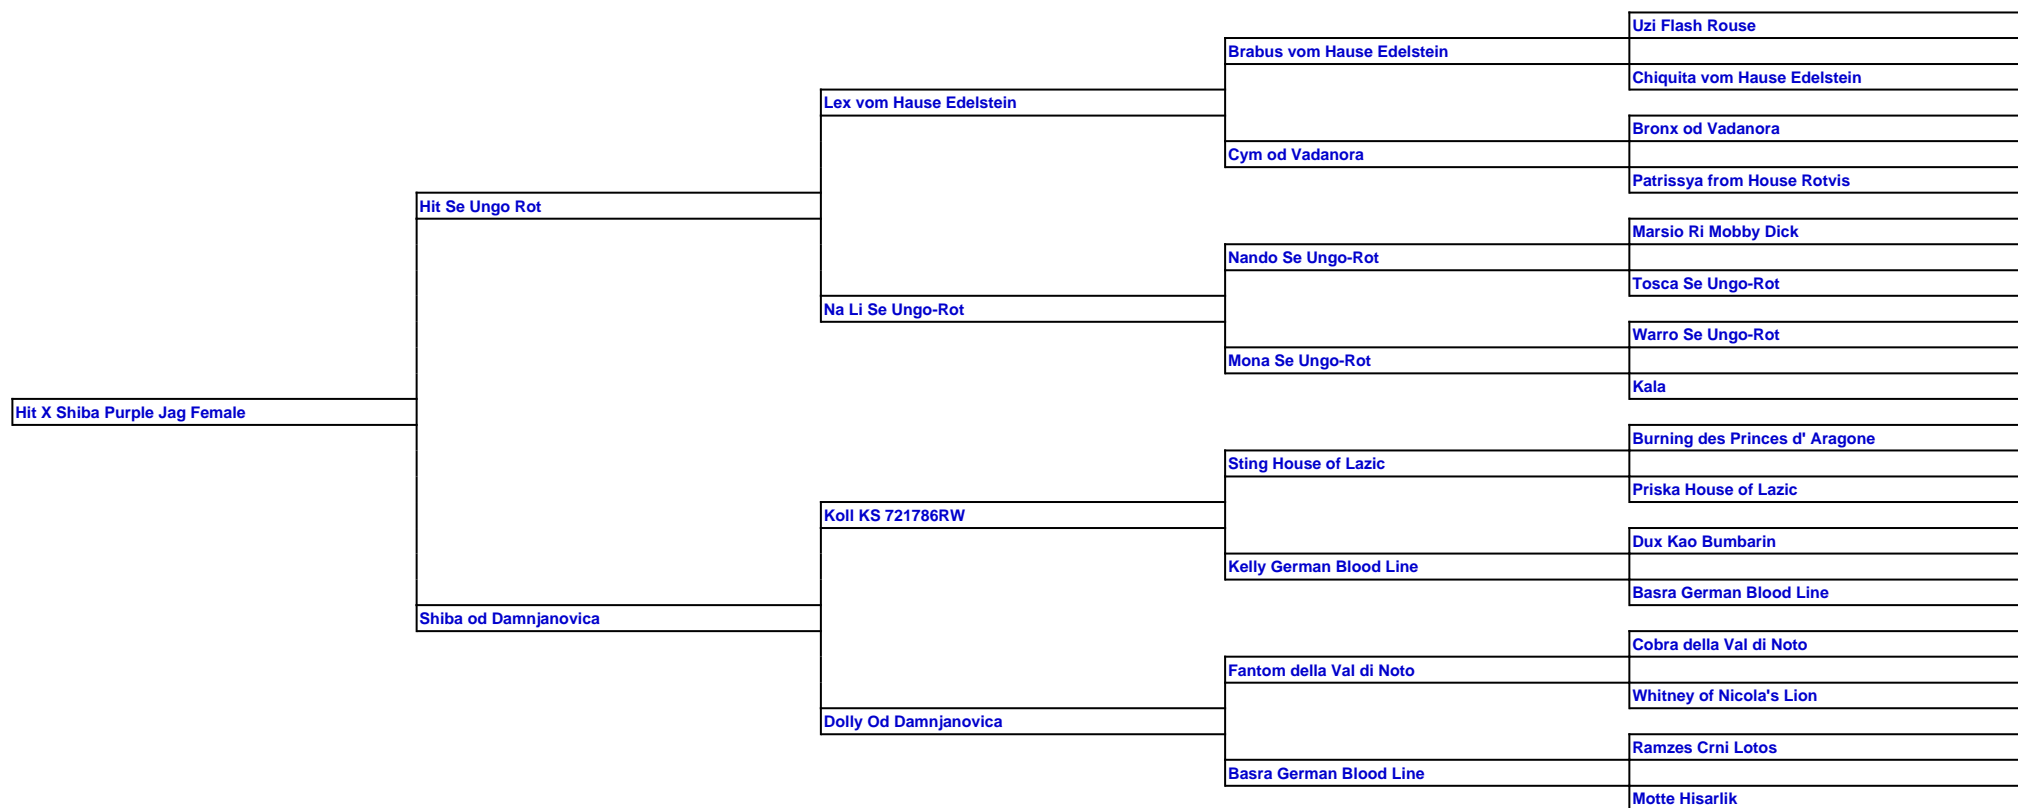 Uzi Flash Rouse
Brabus vom Hause Edelstein
Chiquita vom Hause Edelstein
Lex vom Hause Edelstein
Bronx od Vadanora
Cym od Vadanora
Patrissya from House Rotvis
Hit Se Ungo Rot
Marsio Ri Mobby Dick
Nando Se Ungo-Rot
Tosca Se Ungo-Rot
Na Li Se Ungo-Rot
Warro Se Ungo-Rot
Mona Se Ungo-Rot
Kala
Hit X Shiba Purple Jag Female
Burning des Princes d' Aragone
Sting House of Lazic
Priska House of Lazic
Koll KS 721786RW
Dux Kao Bumbarin
Kelly German Blood Line
Basra German Blood Line
Shiba od Damnjanovica
Cobra della Val di Noto
Fantom della Val di Noto
Whitney of Nicola's Lion
Dolly Od Damnjanovica
Ramzes Crni Lotos
Basra German Blood Line
Motte Hisarlik